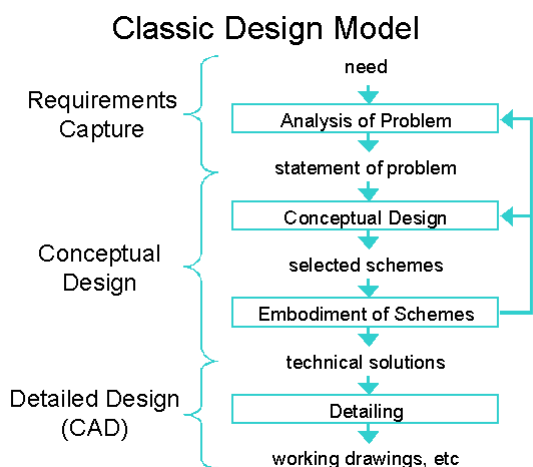 Classic Design Model
need
Requirements
Capture
Analysis of Problem
statement of problem
Conceptual Design
Conceptual
Design
selected schemes
Embodiment of Schemes
technical solutions
Detailed Design
(CAD)
Detailing
working drawings, etc